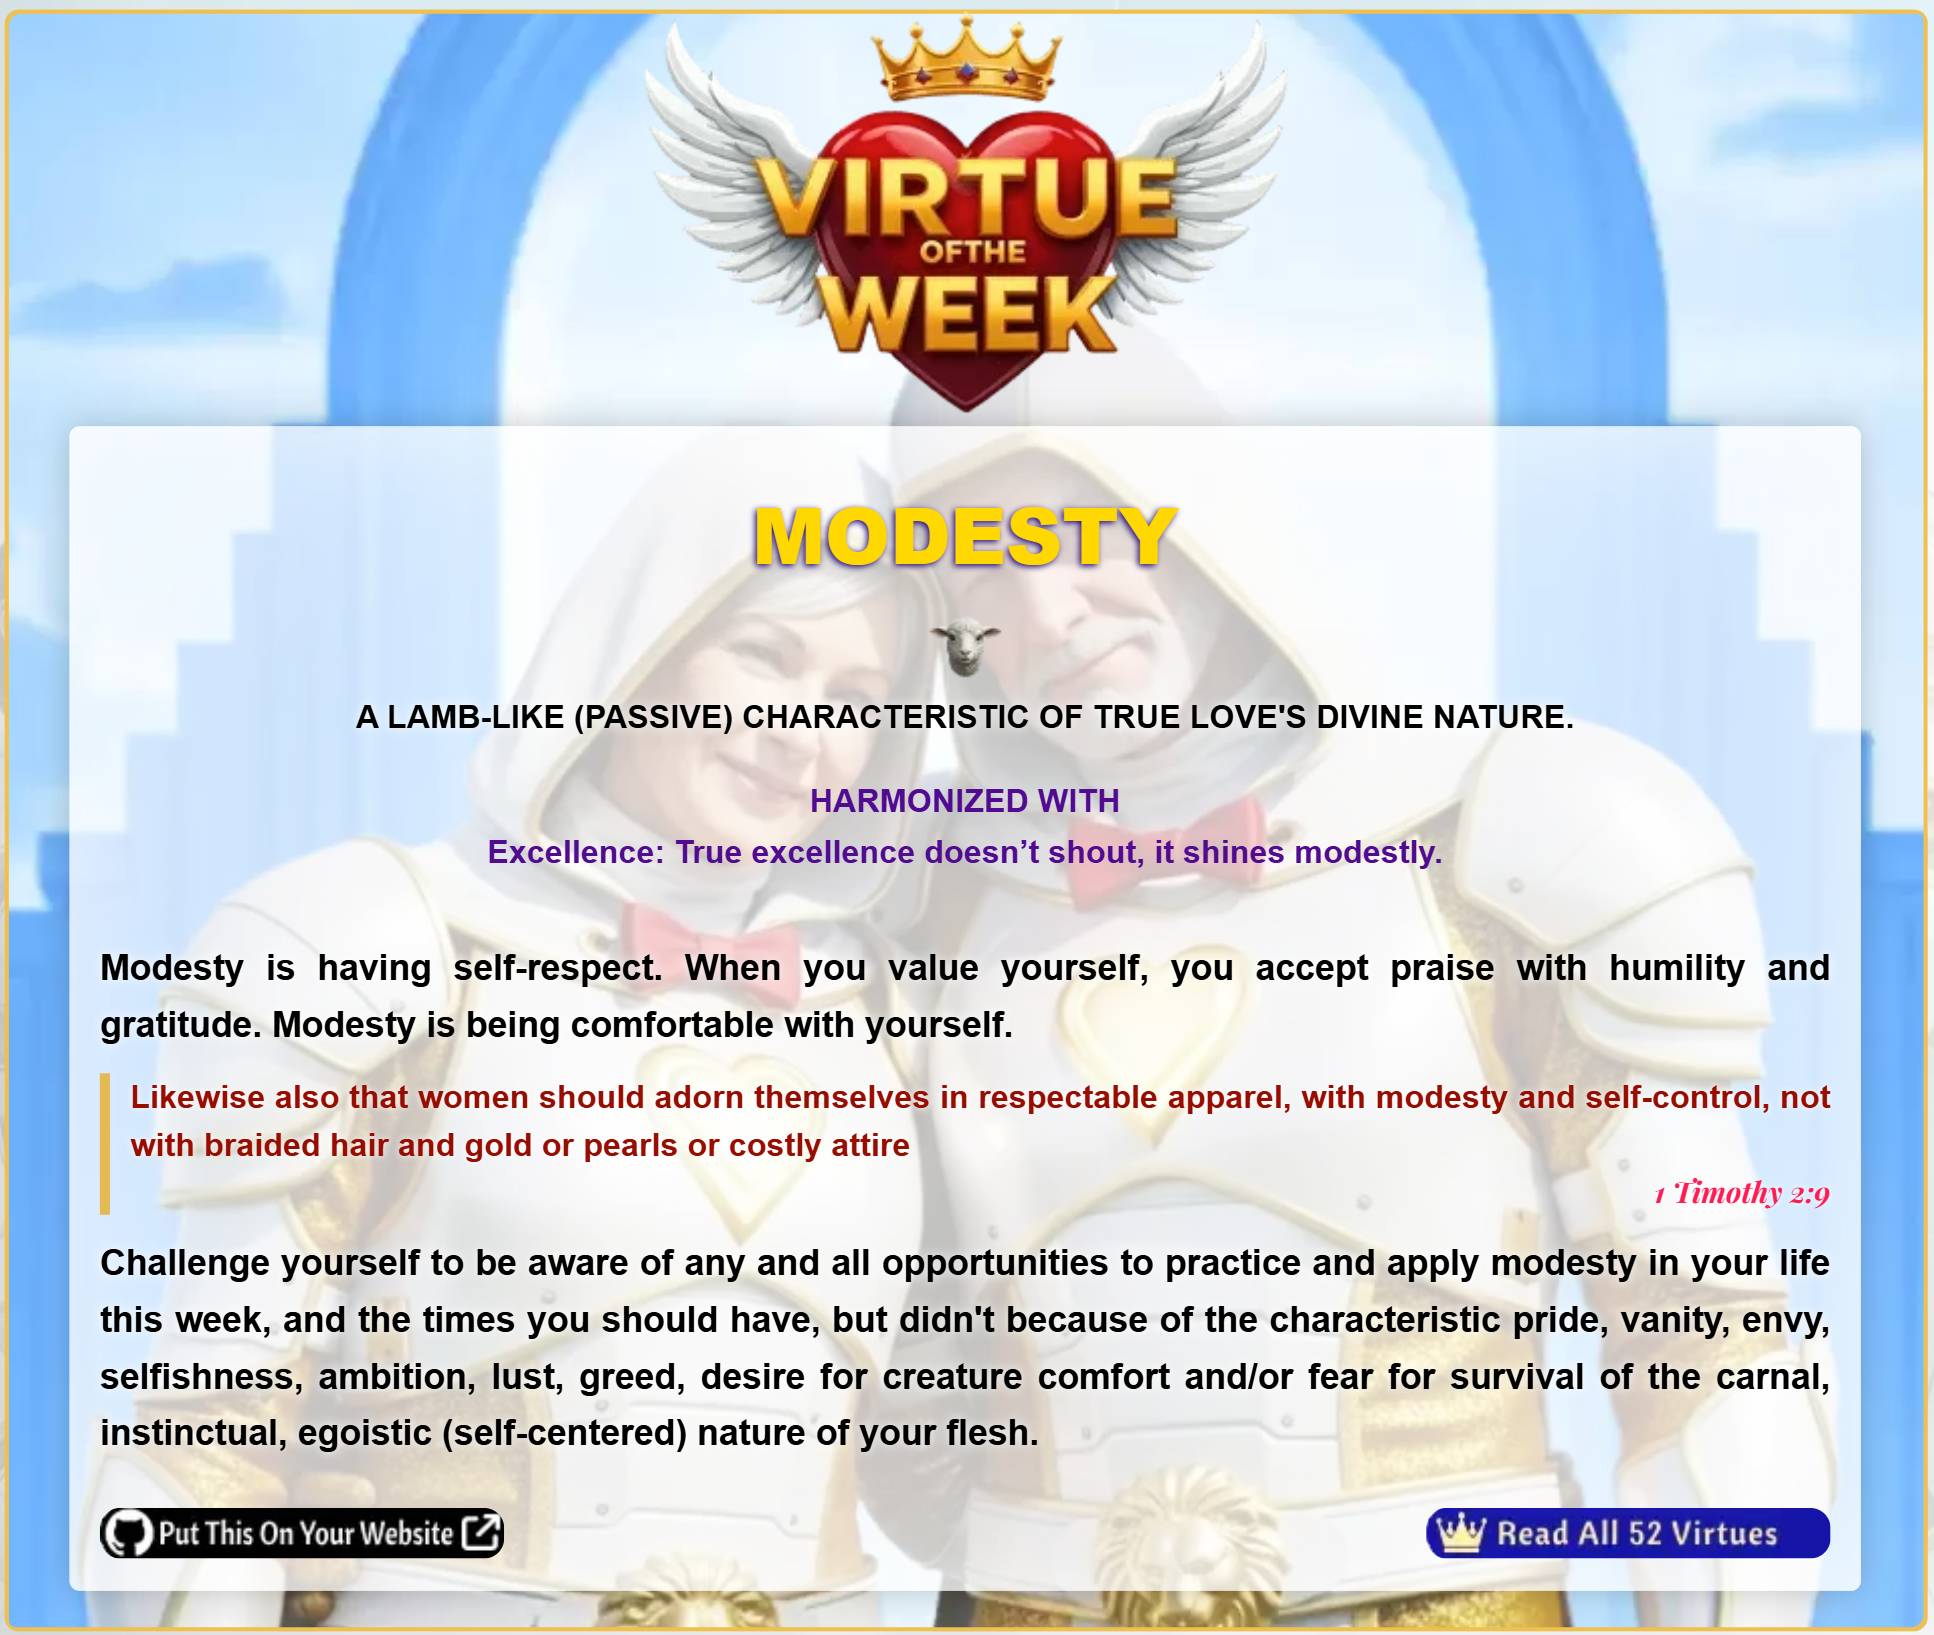 VIRTUE
OF THE
WEEK
MODESTY
A LAMB-LIKE (PASSIVE) CHARACTERISTIC OF TRUE LOVE'S DIVINE NATURE.
HARMONIZED WITH
Excellence: True excellence doesn’t shout, it shines modestly.
Modesty is having self-respect. When you value yourself, you accept praise with humility and
gratitude. Modesty is being comfortable with yourself.
Likewise also that women should adorn themselves in respectable apparel, with modesty and self-control, not
with braided hair and gold or pearls or costly attire
1 Timothy 2:9
Challenge yourself to be aware of any and all opportunities to practice and apply modesty in your life
this week, and the times you should have, but didn't because of the characteristic pride, vanity, envy,
selfishness, ambition, lust, greed, desire for creature comfort and/or fear for survival of the carnal,
instinctual, egoistic (self-centered) nature of your flesh.
Put This On Your Website
Read All 52 Virtues